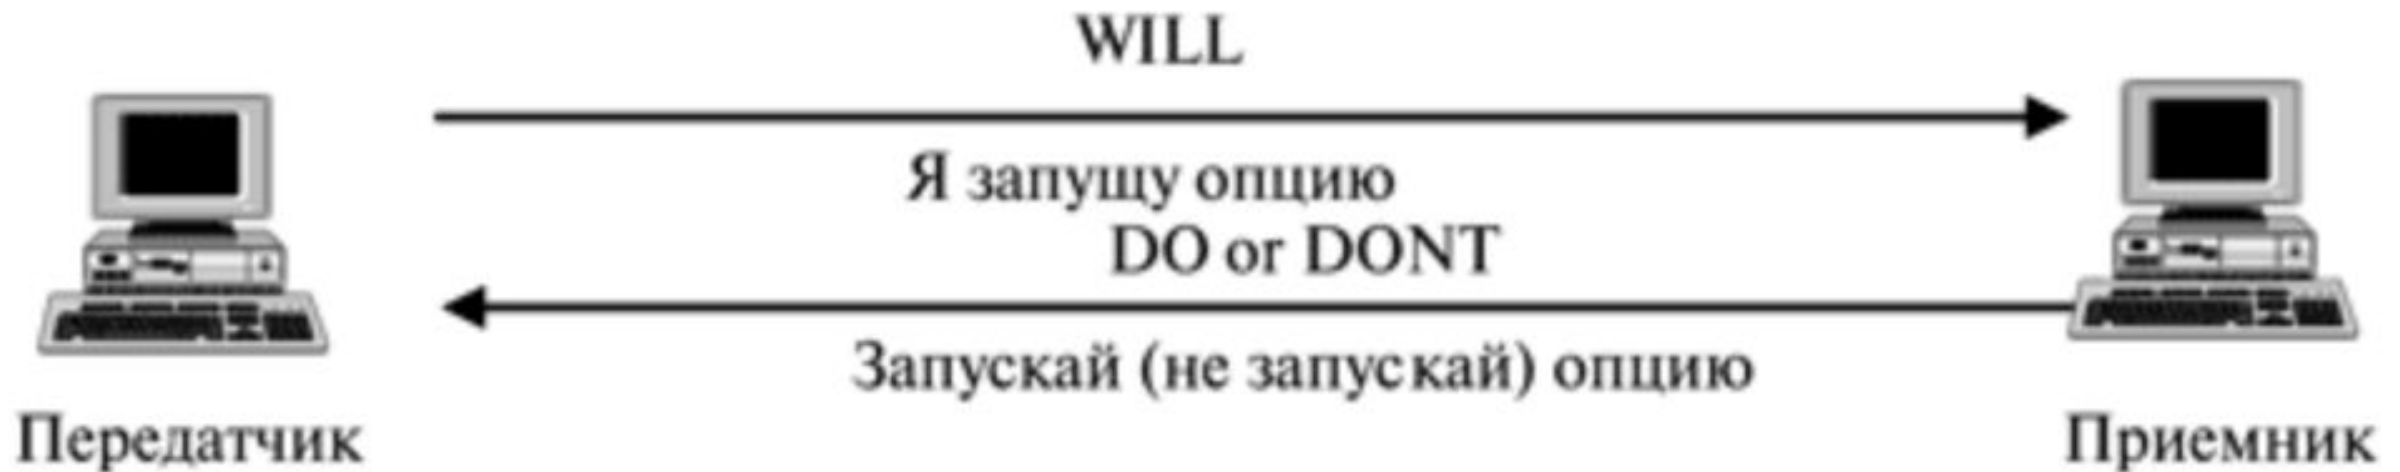 WILL
Я запущу опцию
DO or DONT
Запускай (не запускай) опцию
Передатчик
Приемник